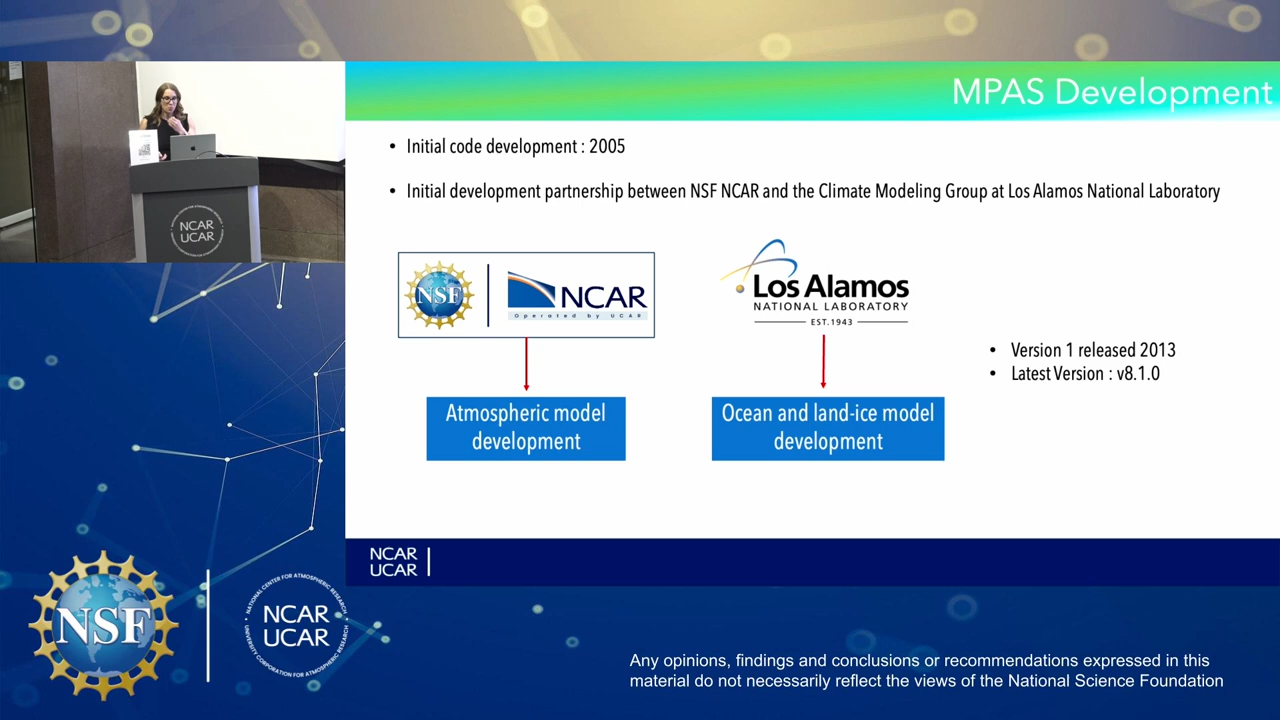 MPAS Development
• Initial code development : 2005
• Initial development partnership between NSF NCAR and the Climate Modeling Group at Los Alamos National Laboratory
NSF
NCAR
Operated by UCAR
Los Alamos
NATIONAL LABORATORY
EST. 1943
Atmospheric model
development
Ocean and land-ice model
development
• Version 1 released 2013
• Latest Version : v8.1.0
NCAR
UCAR
NCAR
UCAR
NSF
NATIONAL CENTER FOR ATMOSPHERIC RESEARCH
NCAR
UCAR
UNIVERSITY CORPORATION FOR ATMOSPHERIC RESEARCH
Any opinions, findings and conclusions or recommendations expressed in this
material do not necessarily reflect the views of the National Science Foundation